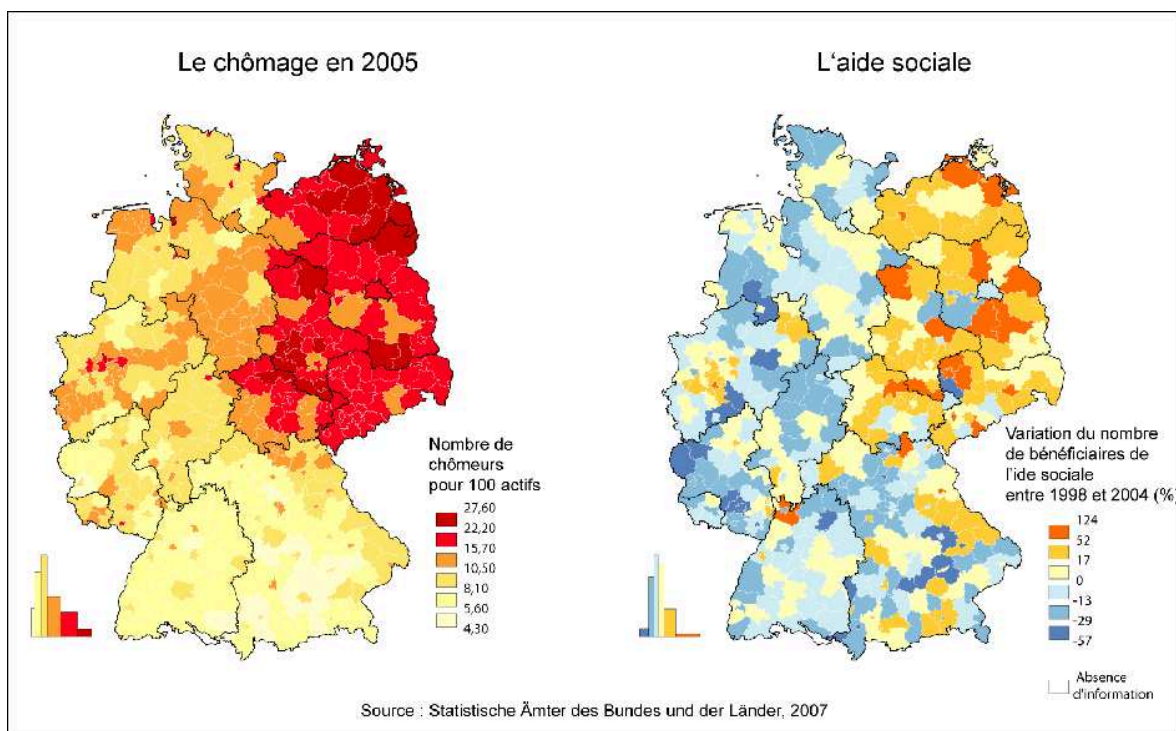 Le chômage en 2005
L'aide sociale
Nombre de
chômeurs
pour 100 actifs
27,60
22,20
15,70
10,50
8,10
5,60
4,30
Variation du nombre
de bénéficiaires de
l'ide sociale
entre 1998 et 2004 (%)
124
52
17
0
-13
-29
-57
Absence
d'information
Source : Statistische Ämter des Bundes und der Länder, 2007